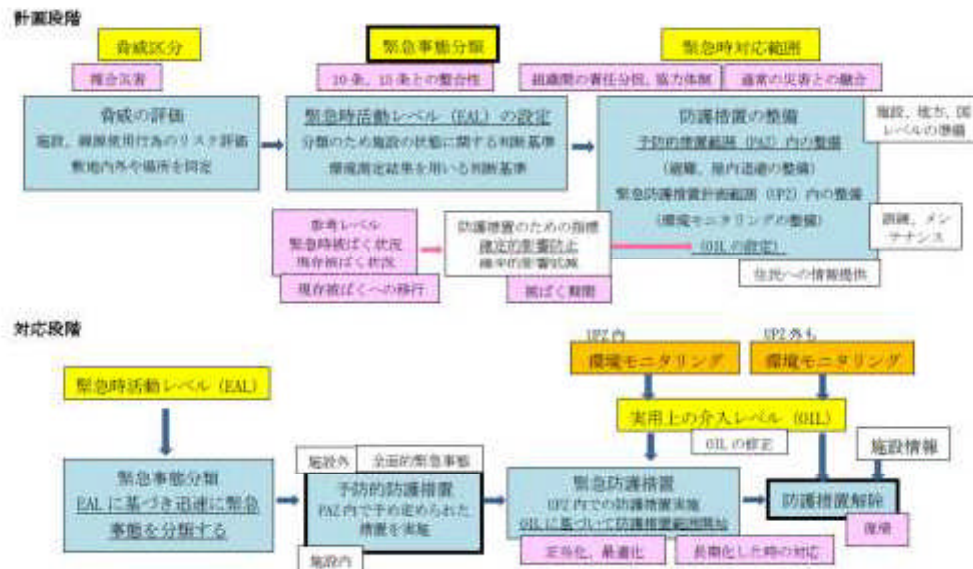 計画段階
脅威区分
複合災害
脅威の評価
施設、線源使用行為のリスク評価
敷地内外や場所を同定
緊急事態分類
10条、15条との整合性
緊急時活動レベル（EAL）の設定
分類のため施設の状態に関する判断基準
環境測定結果を用いる判断基準
緊急時対応範囲
組織間の責任分担、協力体制
通常の災害との融合
防護措置の整備
予防的措置範囲（PAZ）内の整備
（避難、屋内退避の整備）
緊急防護措置計画範囲（UPZ）内の整備
（環境モニタリングの整備）
（OILの設定）
施設、地方、国
レベルの準備
訓練、メン
テナンス
住民への情報提供
参考レベル
緊急時被ばく状況
現存被ばく状況
現存被ばくへの移行
防護措置のための指標
確定的影響防止
確率的影響低減
被ばく期間
対応段階
緊急時活動レベル（EAL）
緊急事態分類
EALに基づき迅速に緊急
事態を分類する
施設外
全面的緊急事態
予防的防護措置
PAZ内で予め定められた
措置を実施
施設内
UPZ内
環境モニタリング
UPZ外も
環境モニタリング
実用上の介入レベル（OIL）
OILの修正
施設情報
緊急防護措置
UPZ内での防護措置実施
OILに基づいて防護措置範囲開始
正当化、最適化
長期化した時の対応
防護措置解除
復帰